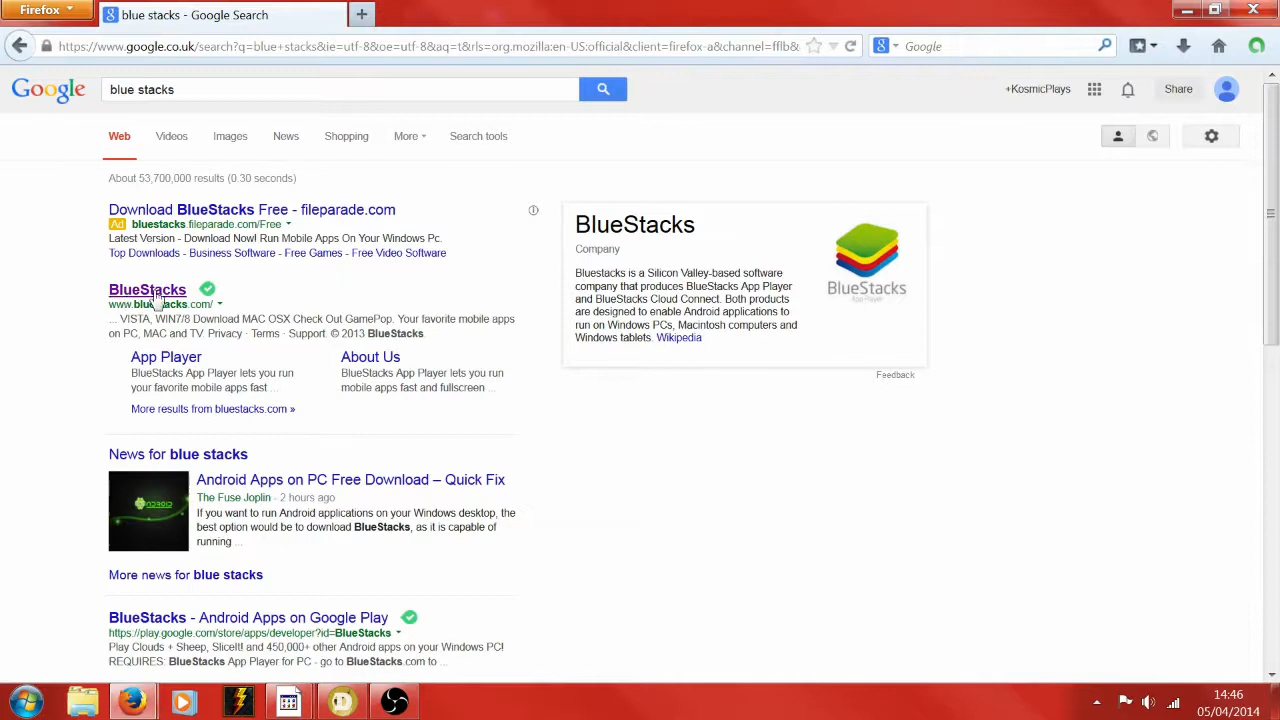 Firefox
blue stacks - Google Search
https://www.google.co.uk/search?q=blue+stacks&ie=utf-8&oe=utf-8&aq=t&rls=org.mozilla:en-US:official&client=firefox-a&channel=fflb&
Google
Google
blue stacks
+KosmicPlays
Share
Web
Videos
Images
News
Shopping
More
Search tools
About 53,700,000 results (0.30 seconds)
Download BlueStacks Free - fileparade.com
Ad bluestacks.fileparade.com/Free
Latest Version - Download Now! Run Mobile Apps On Your Windows Pc.
Top Downloads - Business Software - Free Games - Free Video Software
BlueStacks
www.bluestacks.com/
... VISTA, WIN7/8 Download MAC OSX Check Out GamePop. Your favorite mobile apps
on PC, MAC and TV. Privacy · Terms · Support. © 2013 BlueStacks.
App Player
BlueStacks App Player lets you run
your favorite mobile apps fast ...
About Us
BlueStacks App Player lets you run
mobile apps fast and fullscreen ...
More results from bluestacks.com »
News for blue stacks
Android Apps on PC Free Download – Quick Fix
The Fuse Joplin - 2 hours ago
If you want to run Android applications on your Windows desktop, the
best option would be to download BlueStacks, as it is capable of
running ...
More news for blue stacks
BlueStacks - Android Apps on Google Play
https://play.google.com/store/apps/developer?id=BlueStacks
Play Clouds + Sheep, SliceIt! and 450,000+ other Android apps on your Windows PC!
REQUIRES: BlueStacks App Player for PC - go to BlueStacks.com to ...
BlueStacks
Company
Bluestacks is a Silicon Valley-based software
company that produces BlueStacks App Player
and BlueStacks Cloud Connect. Both products
are designed to enable Android applications to
run on Windows PCs, Macintosh computers and
Windows tablets. Wikipedia
BlueStacks
App Player
Feedback
14:46
05/04/2014